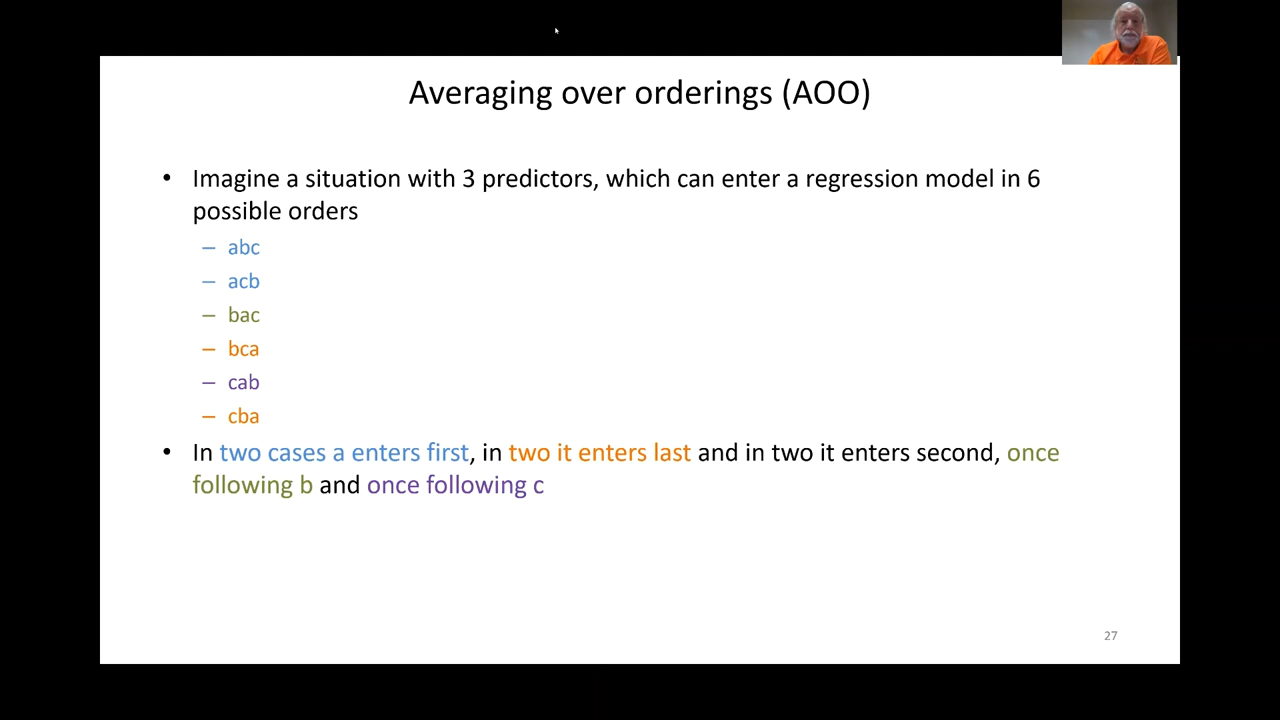 Averaging over orderings (AOO)
• Imagine a situation with 3 predictors, which can enter a regression model in 6
possible orders
– abc
– acb
– bac
– bca
– cab
– cba
• In two cases a enters first, in two it enters last and in two it enters second, once
following b and once following c
27